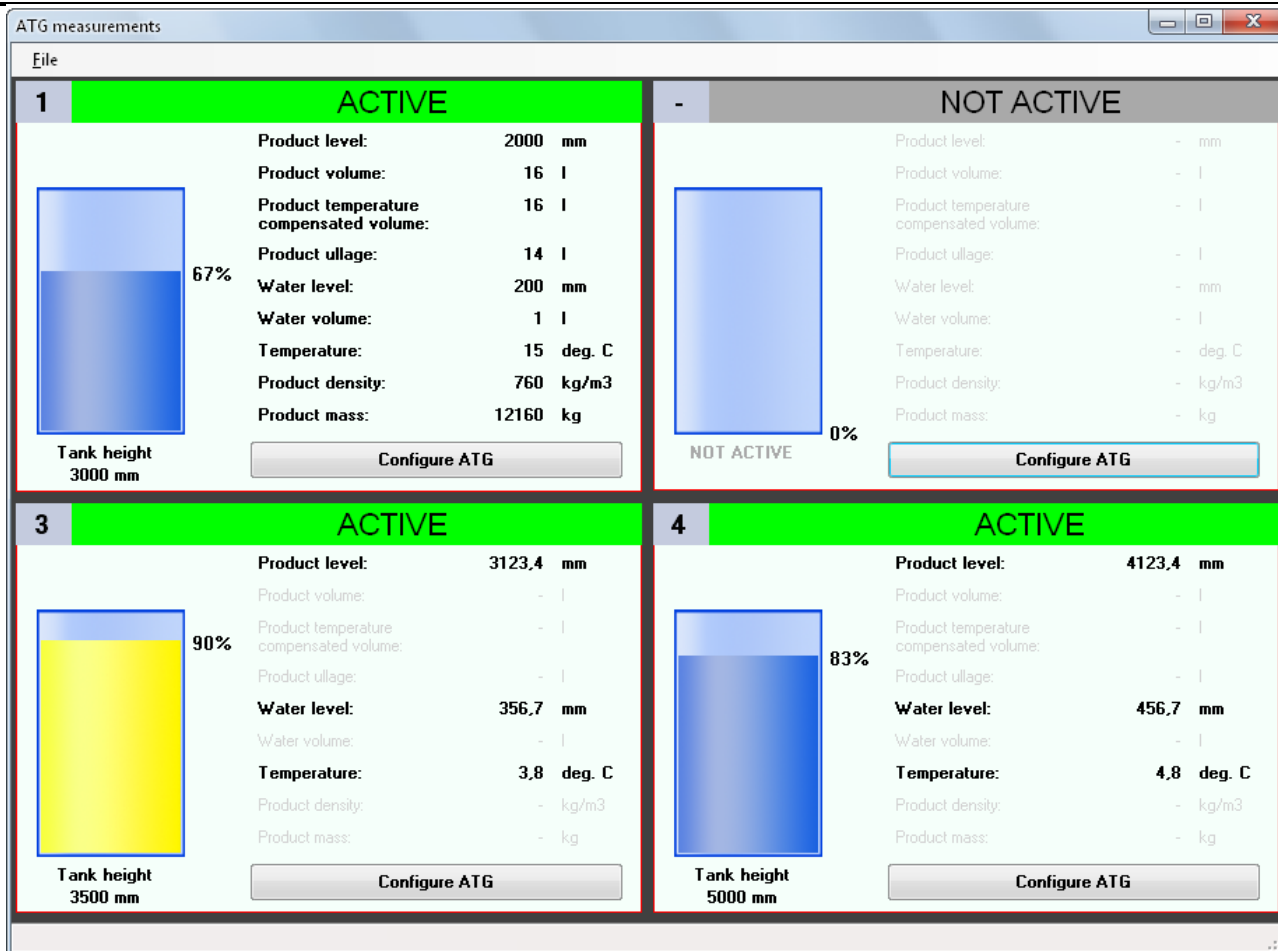 ATG measurements
File
1 ACTIVE
Product level: 2000 mm
Product volume: 16 l
Product temperature
compensated volume: 16 l
Product ullage: 14 l
67%
Water level: 200 mm
Water volume: 1 l
Temperature: 15 deg. C
Product density: 760 kg/m3
Product mass: 12160 kg
Tank height
3000 mm
Configure ATG
- NOT ACTIVE
Product level: - mm
Product volume: - l
Product temperature
compensated volume: - l
Product ullage: - l
Water level: - mm
Water volume: - l
Temperature: - deg. C
Product density: - kg/m3
Product mass: - kg
0%
NOT ACTIVE
Configure ATG
3 ACTIVE
Product level: 3123,4 mm
Product volume: - l
Product temperature
compensated volume: - l
90%
Product ullage: - l
Water level: 356,7 mm
Water volume: - l
Temperature: 3,8 deg. C
Product density: - kg/m3
Product mass: - kg
Tank height
3500 mm
Configure ATG
4 ACTIVE
Product level: 4123,4 mm
Product volume: - l
Product temperature
compensated volume: - l
83%
Product ullage: - l
Water level: 456,7 mm
Water volume: - l
Temperature: 4,8 deg. C
Product density: - kg/m3
Product mass: - kg
Tank height
5000 mm
Configure ATG